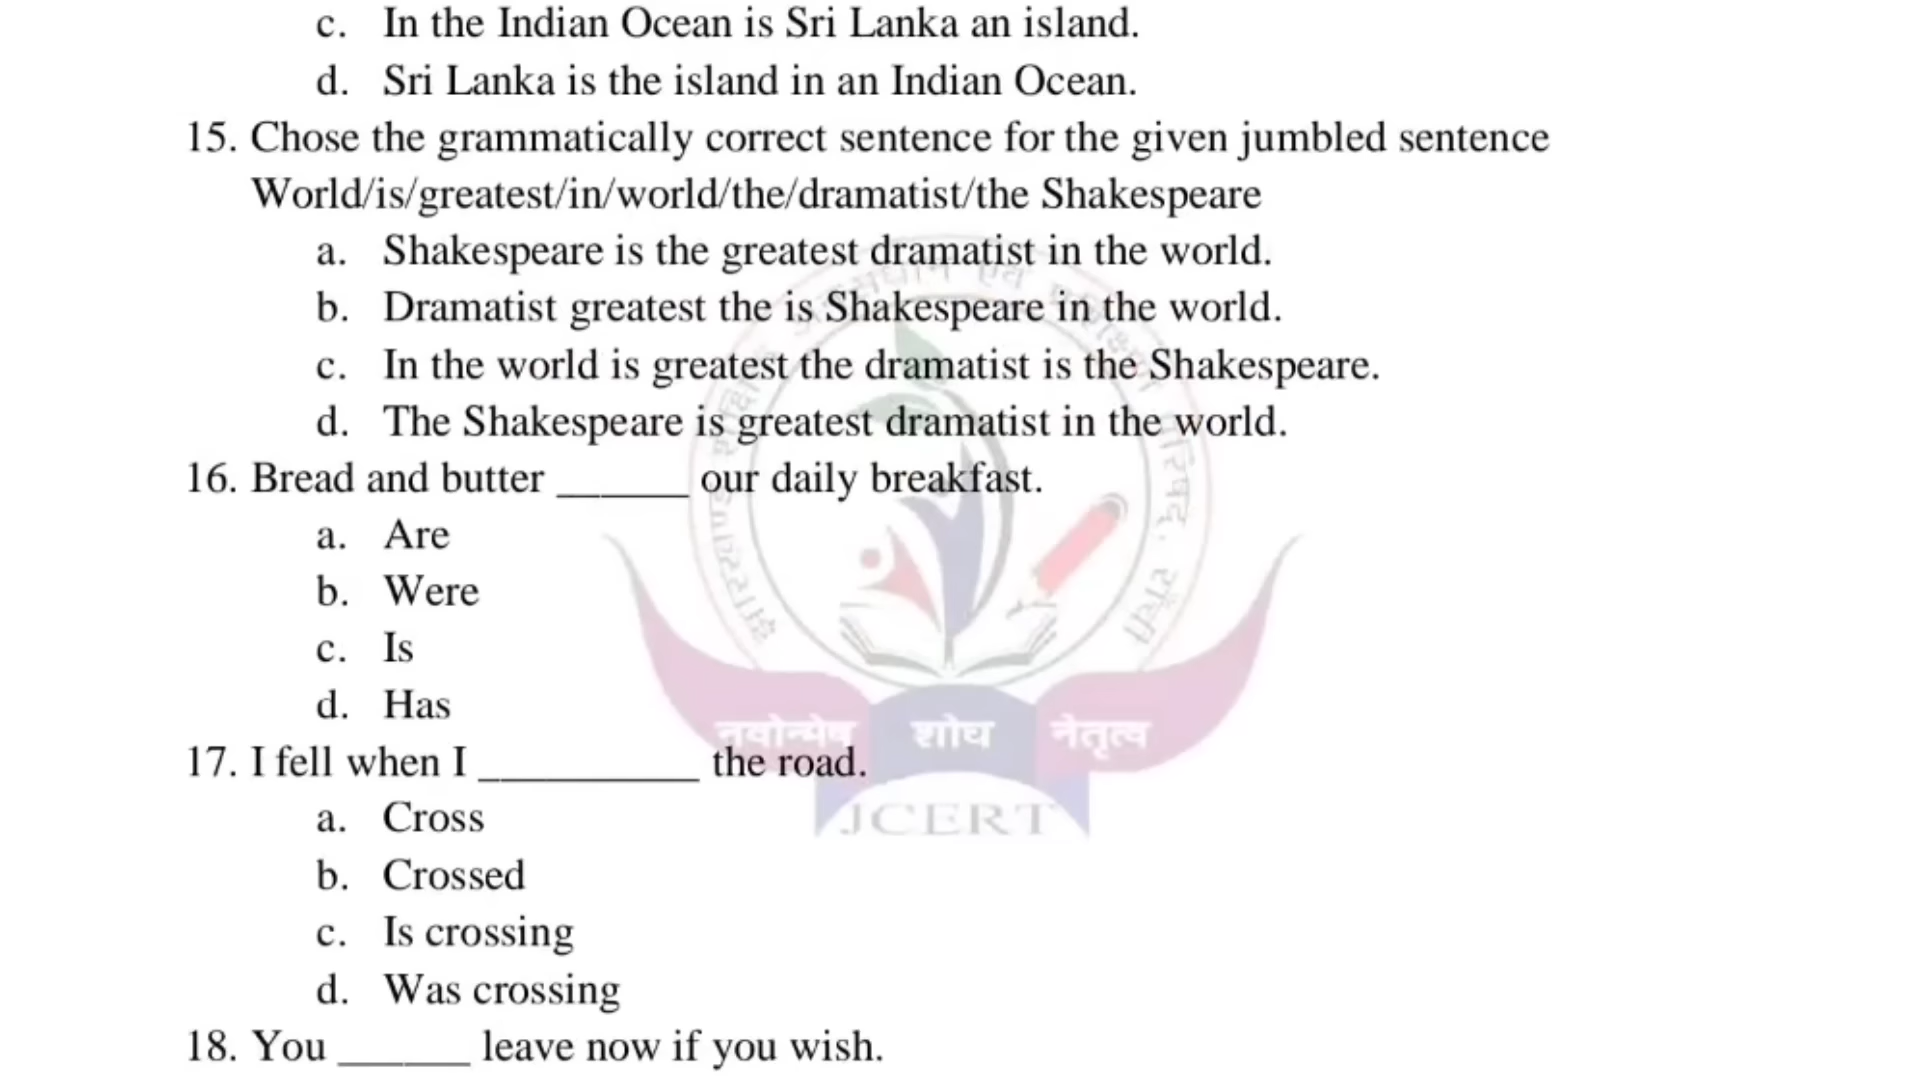 c. In the Indian Ocean is Sri Lanka an island.
d. Sri Lanka is the island in an Indian Ocean.
15. Chose the grammatically correct sentence for the given jumbled sentence
World/is/greatest/in/world/the/dramatist/the Shakespeare
a. Shakespeare is the greatest dramatist in the world.
b. Dramatist greatest the is Shakespeare in the world.
c. In the world is greatest the dramatist is the Shakespeare.
d. The Shakespeare is greatest dramatist in the world.
16. Bread and butter ______ our daily breakfast.
a. Are
b. Were
c. Is
d. Has
नवोन्मेष शोध नेतृत्व
17. I fell when I __________ the road.
a. Cross
JCERT
b. Crossed
c. Is crossing
d. Was crossing
18. You ______ leave now if you wish.